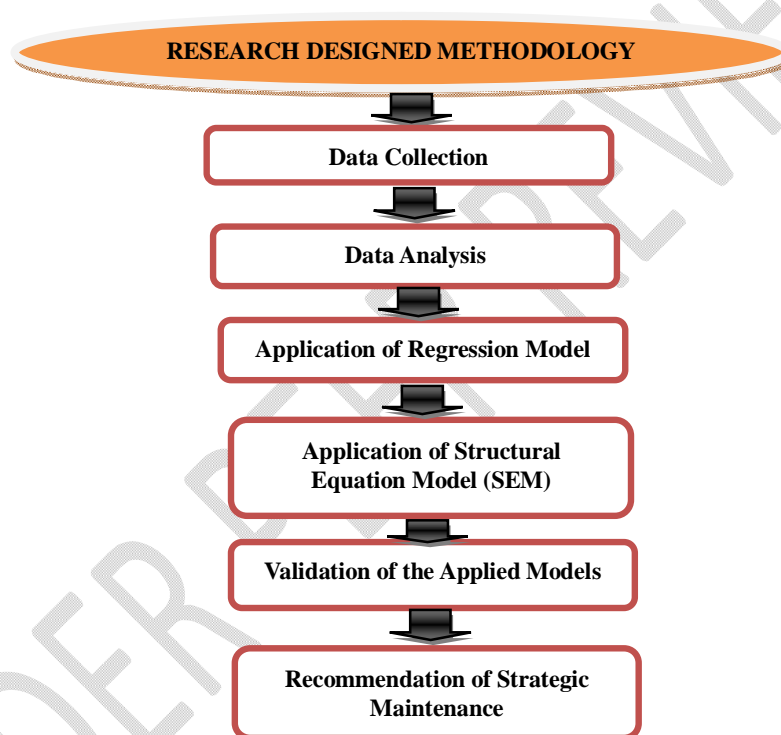 RESEARCH DESIGNED METHODOLOGY
Data Collection
Data Analysis
Application of Regression Model
Application of Structural
Equation Model (SEM)
Validation of the Applied Models
Recommendation of Strategic
Maintenance